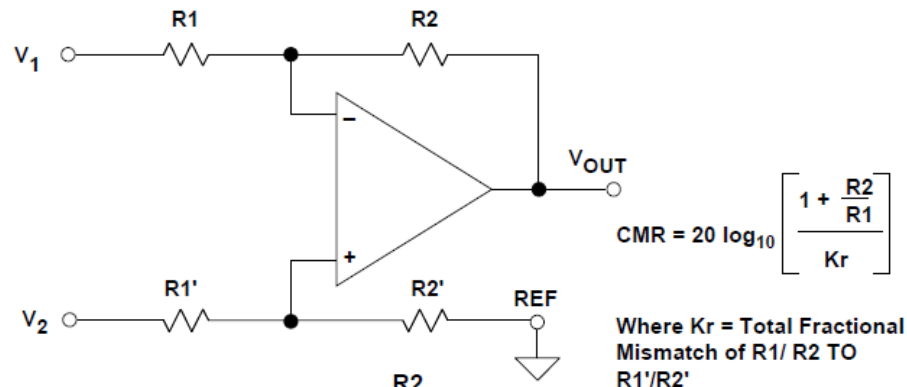 R1
R2
V1
−
VOUT
CMR = 20 log10 [ (1 + R2/R1) / Kr ]
+
R1'
R2'
REF
V2
Where Kr = Total Fractional
Mismatch of R1/ R2 TO
R1'/R2'
R2